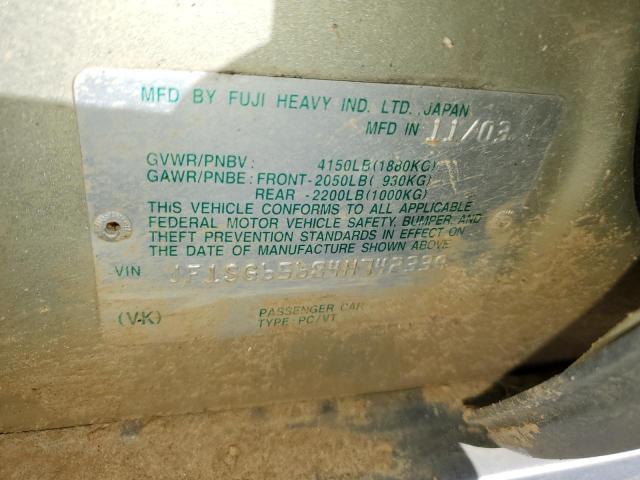 MFD BY FUJI HEAVY IND. LTD. JAPAN
MFD IN 11/03
GVWR/PNBV : 4150LB(1880KG)
GAWR/PNBE : FRONT-2050LB( 930KG)
REAR -2200LB(1000KG)
THIS VEHICLE CONFORMS TO ALL APPLICABLE
FEDERAL MOTOR VEHICLE SAFETY, BUMPER, AND
THEFT PREVENTION STANDARDS IN EFFECT ON
THE DATE OF MANUFACTURE SHOWN ABOVE.
VIN
(V-K) PASSENGER CAR
TYPE : PC/VT